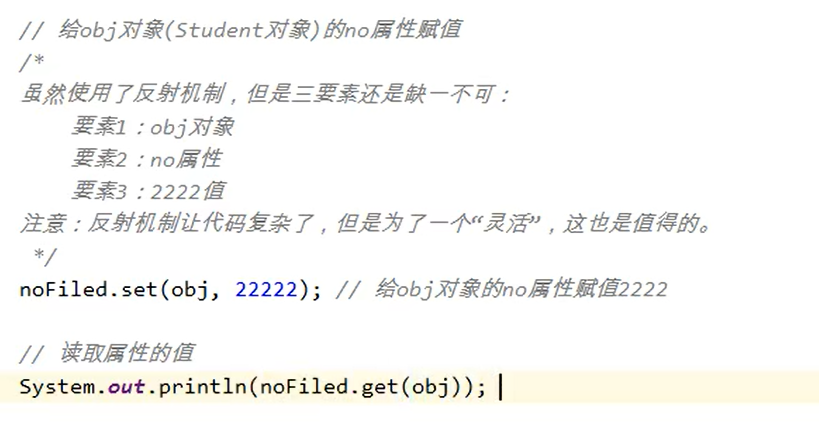 // 给obj对象(Student对象)的no属性赋值
/*
虽然使用了反射机制，但是三要素还是缺一不可：
    要素1：obj对象
    要素2：no属性
    要素3：2222值
注意：反射机制让代码复杂了，但是为了一个“灵活”，这也是值得的。
 */
noFiled.set(obj, 22222); // 给obj对象的no属性赋值2222

// 读取属性的值
System.out.println(noFiled.get(obj));